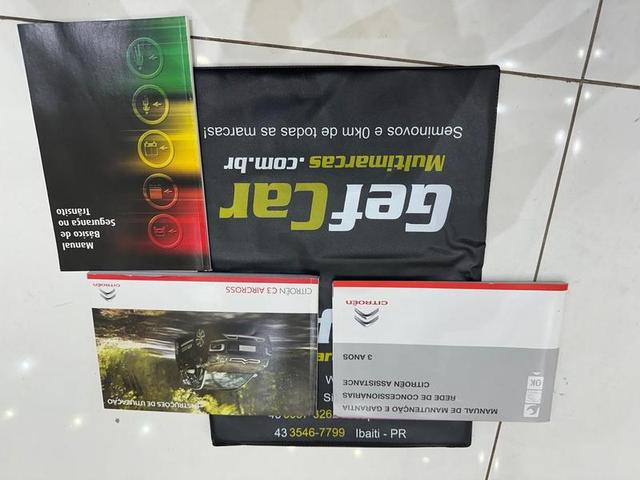 Manual
Básico de
Segurança no
Trânsito
Seminovos e 0km de todas as marcas!
Multimarcas.com.br
GefCar
CITROËN C3 AIRCROSS
CITROËN
INSTRUÇÕES DE UTILIZAÇÃO
CITROËN
3 ANOS
CITROËN ASSISTANCE
REDE DE CONCESSIONÁRIAS
MANUAL DE MANUTENÇÃO E GARANTIA
OK
43 3546-7799 Ibaiti - PR